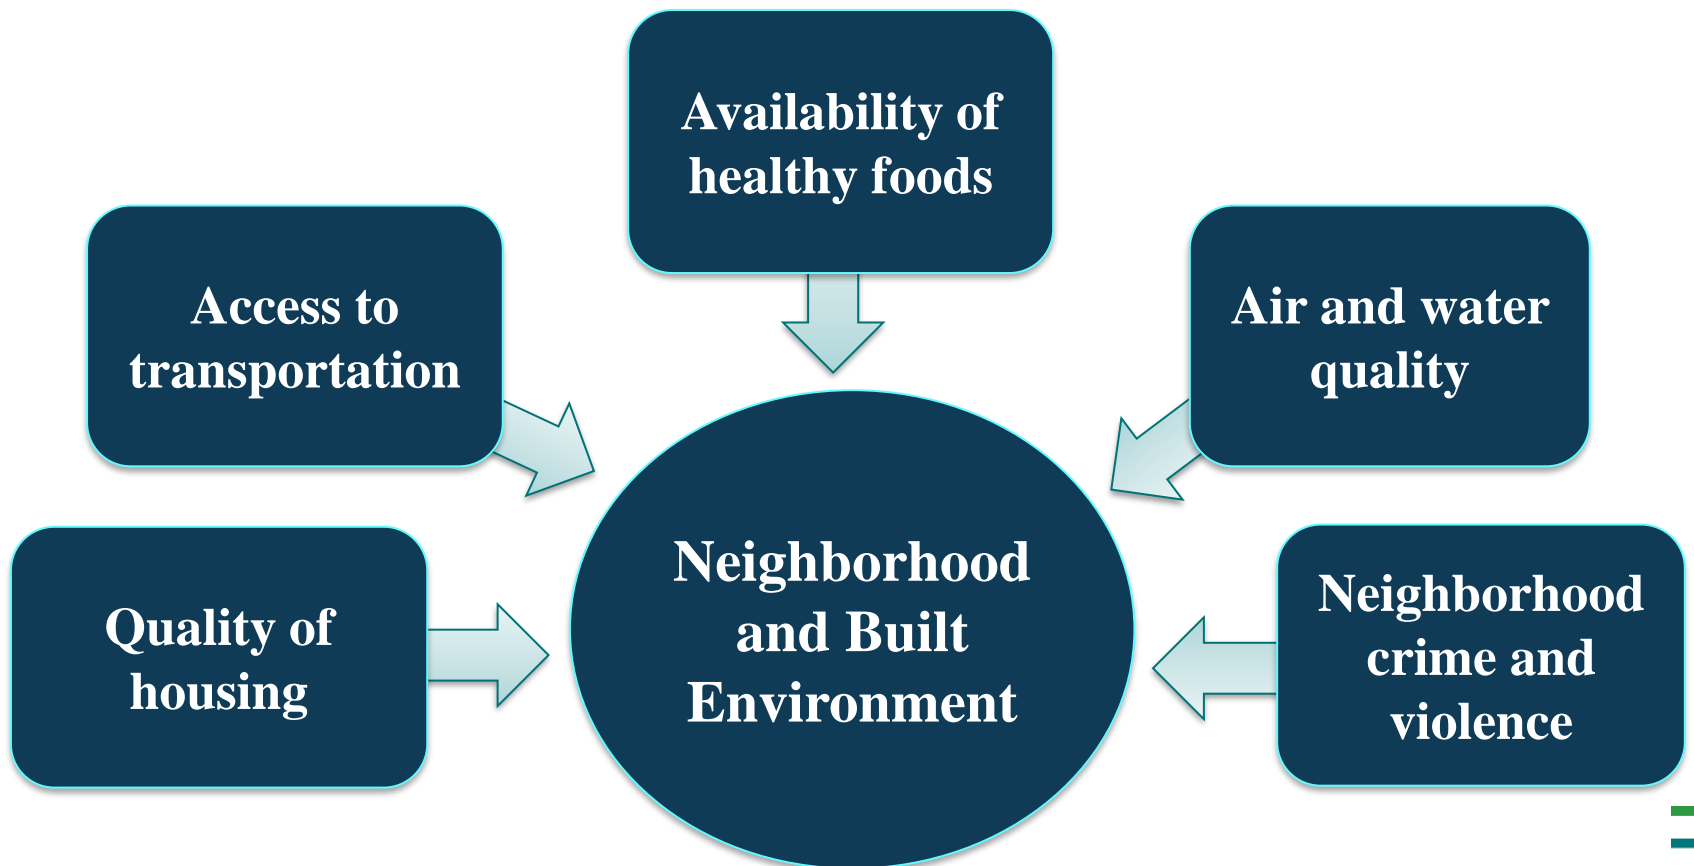 Availability of
healthy foods
Access to
transportation
Air and water
quality
Quality of
housing
Neighborhood
and Built
Environment
Neighborhood
crime and
violence